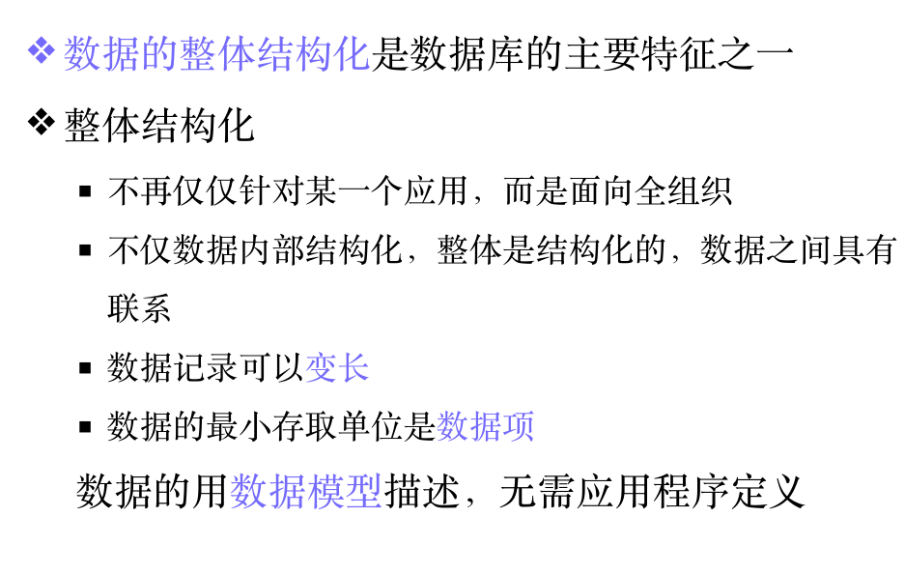 ❖数据的整体结构化是数据库的主要特征之一
❖整体结构化
▪ 不再仅仅针对某一个应用，而是面向全组织
▪ 不仅数据内部结构化，整体是结构化的，数据之间具有
联系
▪ 数据记录可以变长
▪ 数据的最小存取单位是数据项
数据的用数据模型描述，无需应用程序定义